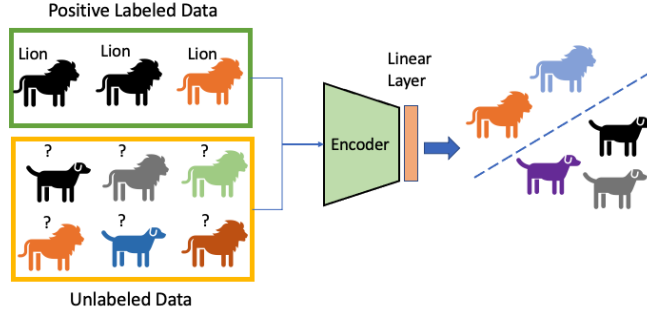 Positive Labeled Data
Lion Lion Lion
? ? ?
? ? ?
Unlabeled Data
Encoder
Linear
Layer